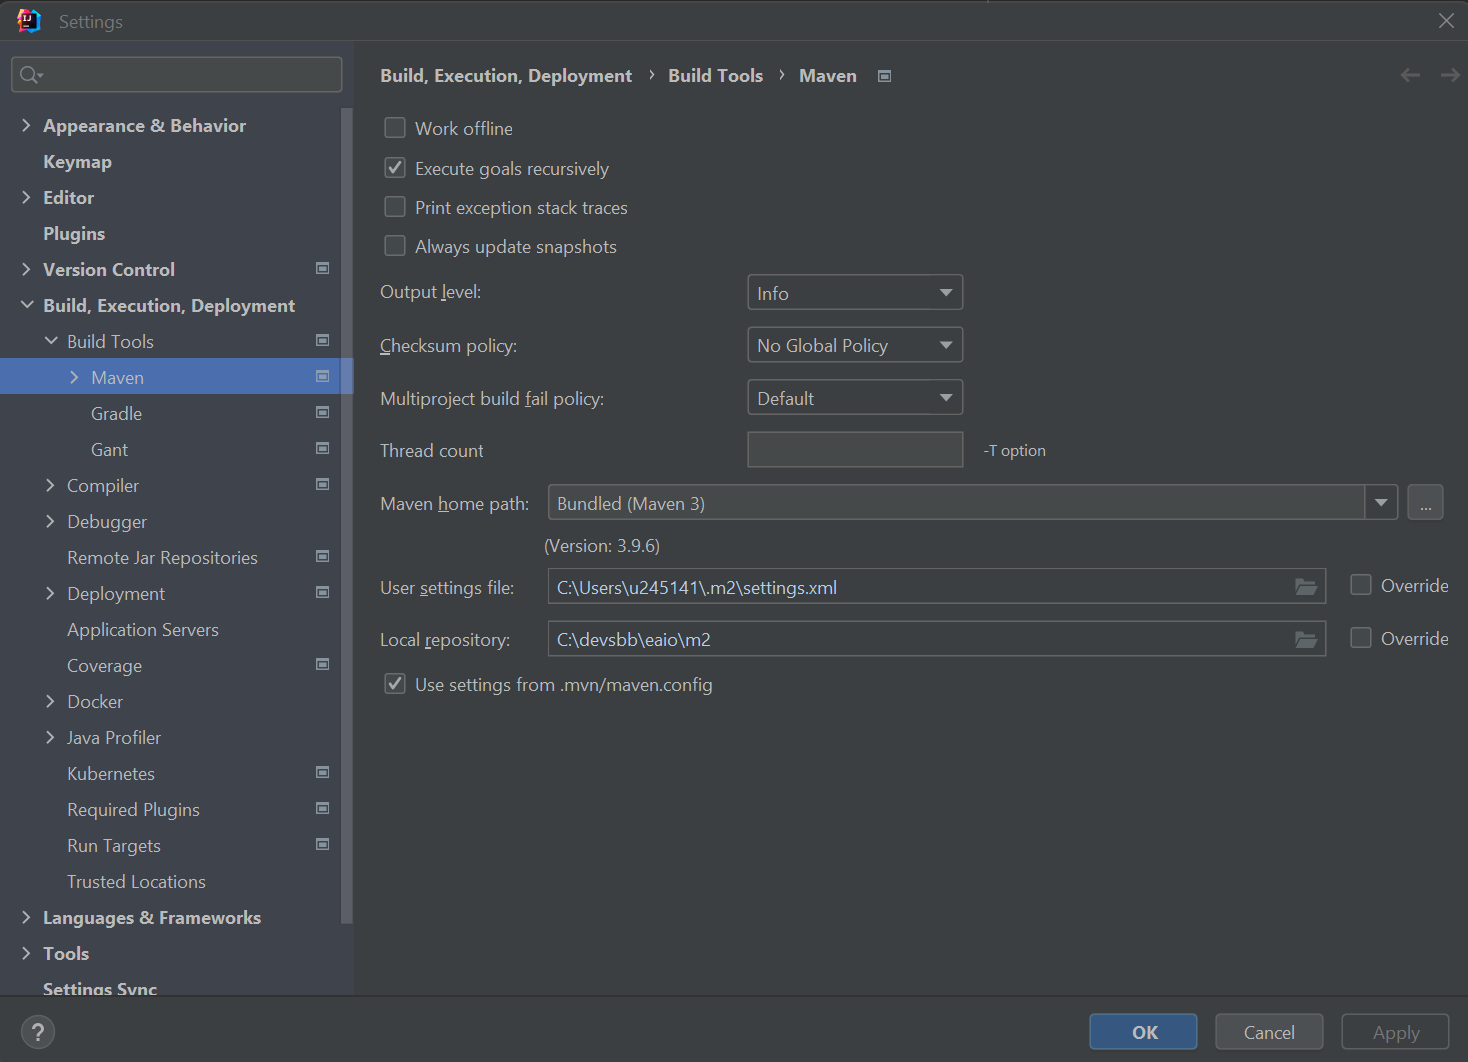 Settings
Build, Execution, Deployment › Build Tools › Maven
Appearance & Behavior
Keymap
Editor
Plugins
Version Control
Build, Execution, Deployment
Build Tools
Maven
Gradle
Gant
Compiler
Debugger
Remote Jar Repositories
Deployment
Application Servers
Coverage
Docker
Java Profiler
Kubernetes
Required Plugins
Run Targets
Trusted Locations
Languages & Frameworks
Tools
Settings Sync
Work offline
Execute goals recursively
Print exception stack traces
Always update snapshots
Output level: Info
Checksum policy: No Global Policy
Multiproject build fail policy: Default
Thread count -T option
Maven home path: Bundled (Maven 3) ...
(Version: 3.9.6)
User settings file: C:\Users\u245141\.m2\settings.xml Override
Local repository: C:\devsbb\eaio\m2 Override
Use settings from .mvn/maven.config
? OK Cancel Apply